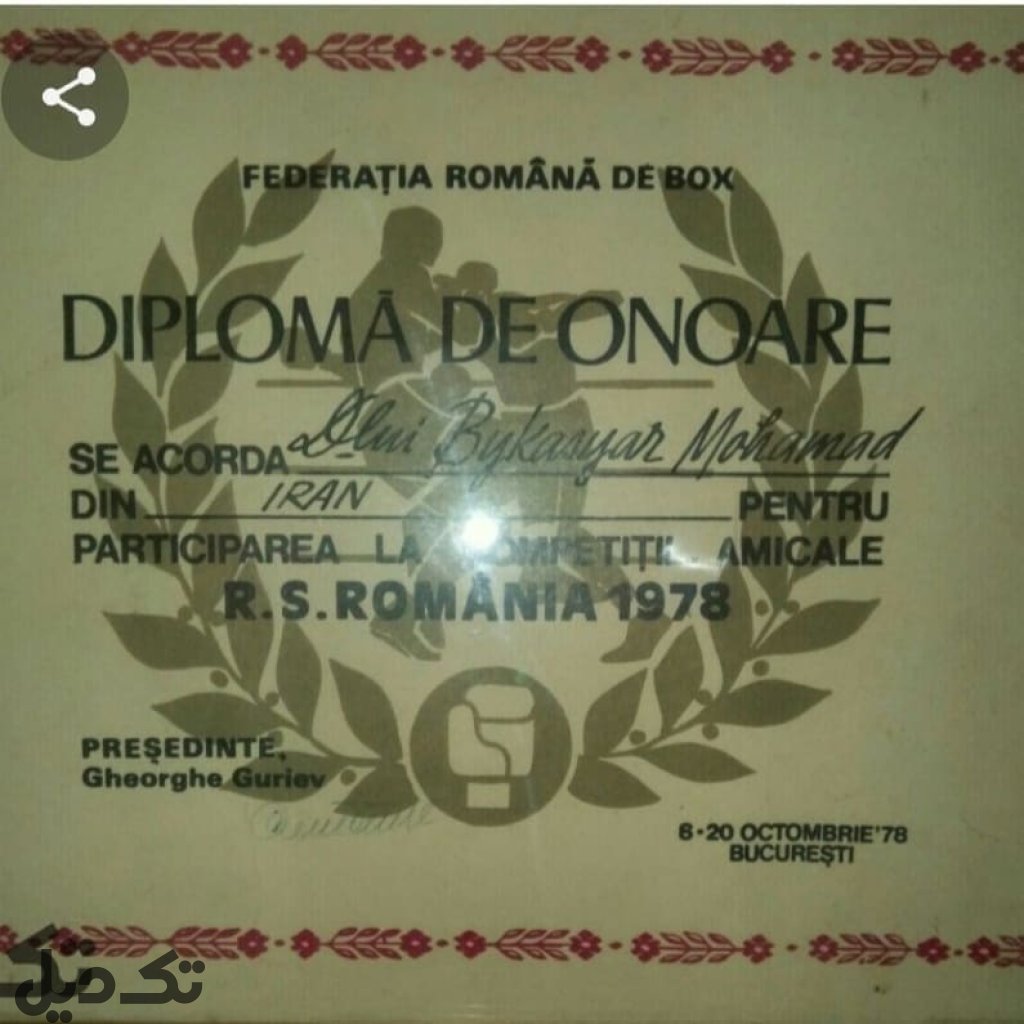 FEDERAȚIA ROMÂNĂ DE BOX
DIPLOMĂ DE ONOARE
SE ACORDA Dlui Bykasyar Mohamad
DIN IRAN PENTRU
PARTICIPAREA LA COMPETIȚII AMICALE
R.S.ROMÂNIA 1978
PREȘEDINTE,
Gheorghe Guriev
6•20 OCTOMBRIE'78
BUCUREȘTI